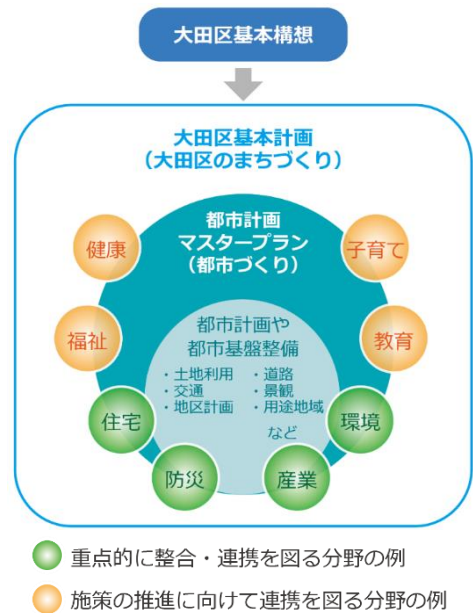 大田区基本構想
大田区基本計画
(大田区のまちづくり)
都市計画
マスタープラン
(都市づくり)
健康
子育て
福祉
教育
都市計画や
都市基盤整備
・土地利用 ・道路
・交通 ・景観
・地区計画 ・用途地域
など
住宅
環境
防災
産業
重点的に整合・連携を図る分野の例
施策の推進に向けて連携を図る分野の例